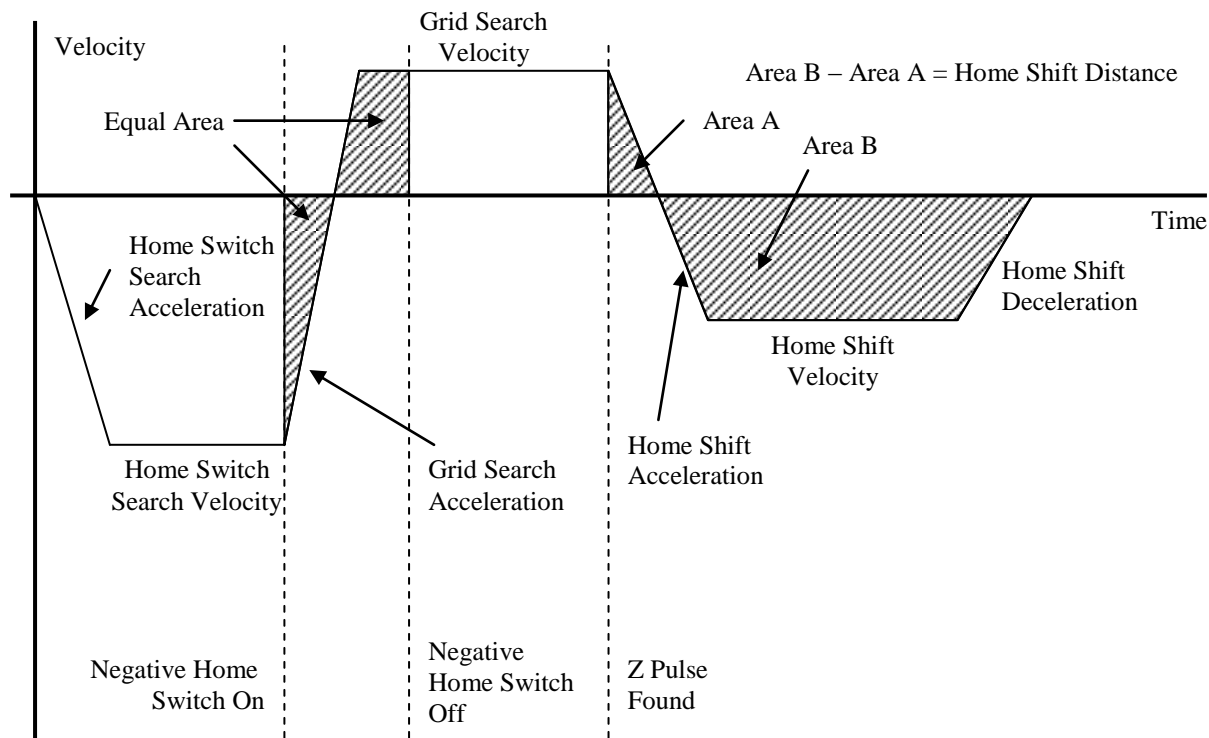 Grid Search
Velocity
Velocity
Area B – Area A = Home Shift Distance
Equal Area
Area A
Area B
Time
Home Switch
Search
Acceleration
Home Shift
Deceleration
Home Shift
Velocity
Home Switch
Search Velocity
Grid Search
Acceleration
Home Shift
Acceleration
Negative Home
Switch On
Negative
Home Switch
Off
Z Pulse
Found